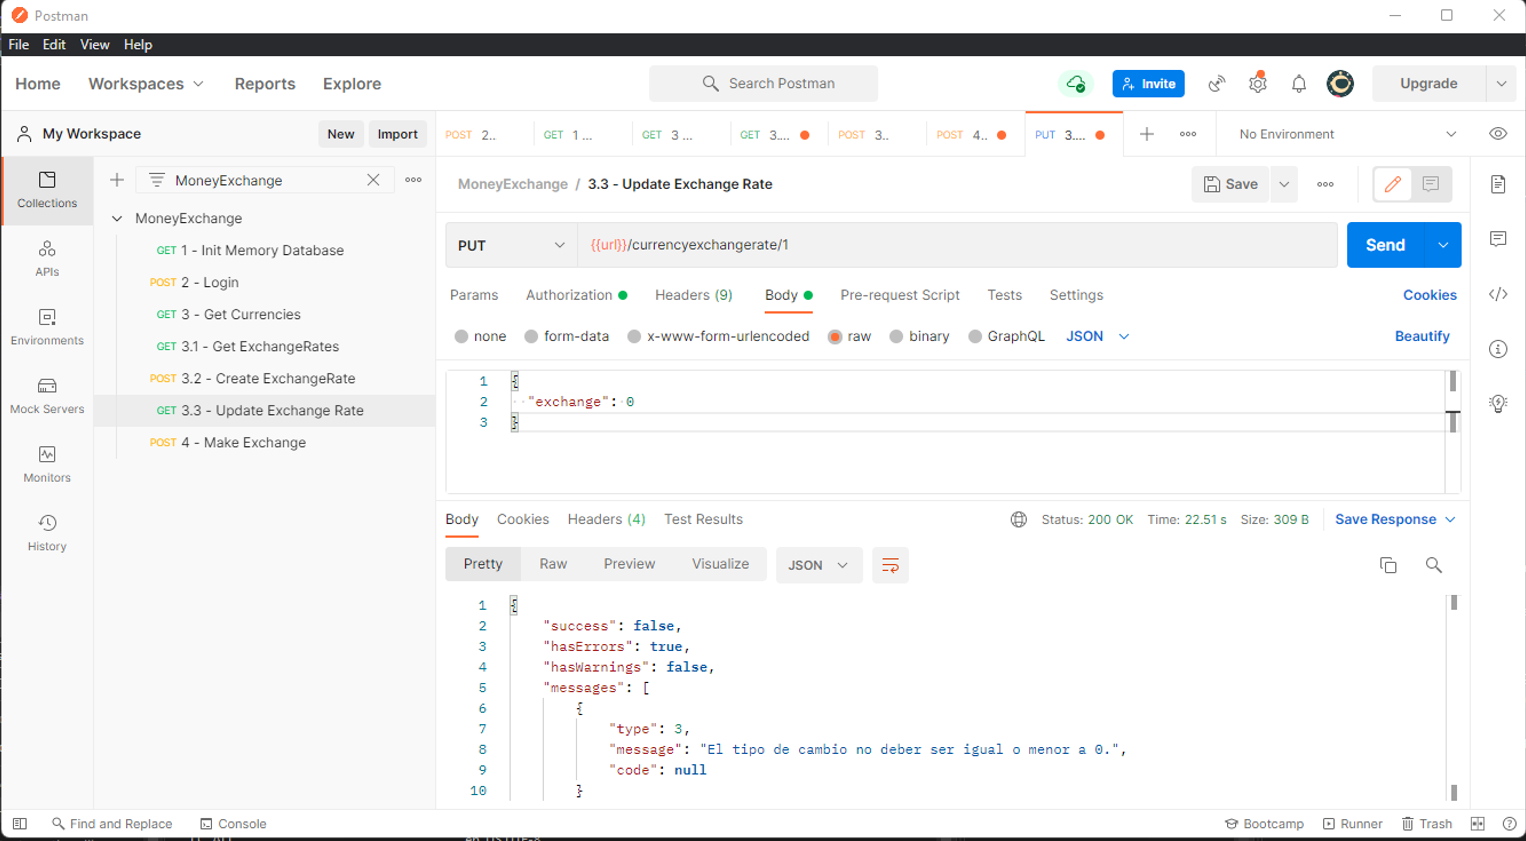 Postman
File Edit View Help
Home Workspaces Reports Explore Search Postman Invite Upgrade
My Workspace New Import POST 2.. GET 1 ... GET 3 ... GET 3.... POST 3.. POST 4.. PUT 3.... No Environment
Collections
APIs
Environments
Mock Servers
Monitors
History
MoneyExchange
MoneyExchange
GET 1 - Init Memory Database
POST 2 - Login
GET 3 - Get Currencies
GET 3.1 - Get ExchangeRates
POST 3.2 - Create ExchangeRate
GET 3.3 - Update Exchange Rate
POST 4 - Make Exchange
MoneyExchange / 3.3 - Update Exchange Rate Save
PUT {{url}}/currencyexchangerate/1 Send
Params Authorization Headers (9) Body Pre-request Script Tests Settings Cookies
none form-data x-www-form-urlencoded raw binary GraphQL JSON Beautify
1 {
2 "exchange": 0
3 }
Body Cookies Headers (4) Test Results Status: 200 OK Time: 22.51 s Size: 309 B Save Response
Pretty Raw Preview Visualize JSON
1 {
2 "success": false,
3 "hasErrors": true,
4 "hasWarnings": false,
5 "messages": [
6 {
7 "type": 3,
8 "message": "El tipo de cambio no deber ser igual o menor a 0.",
9 "code": null
10 }
Find and Replace Console Bootcamp Runner Trash